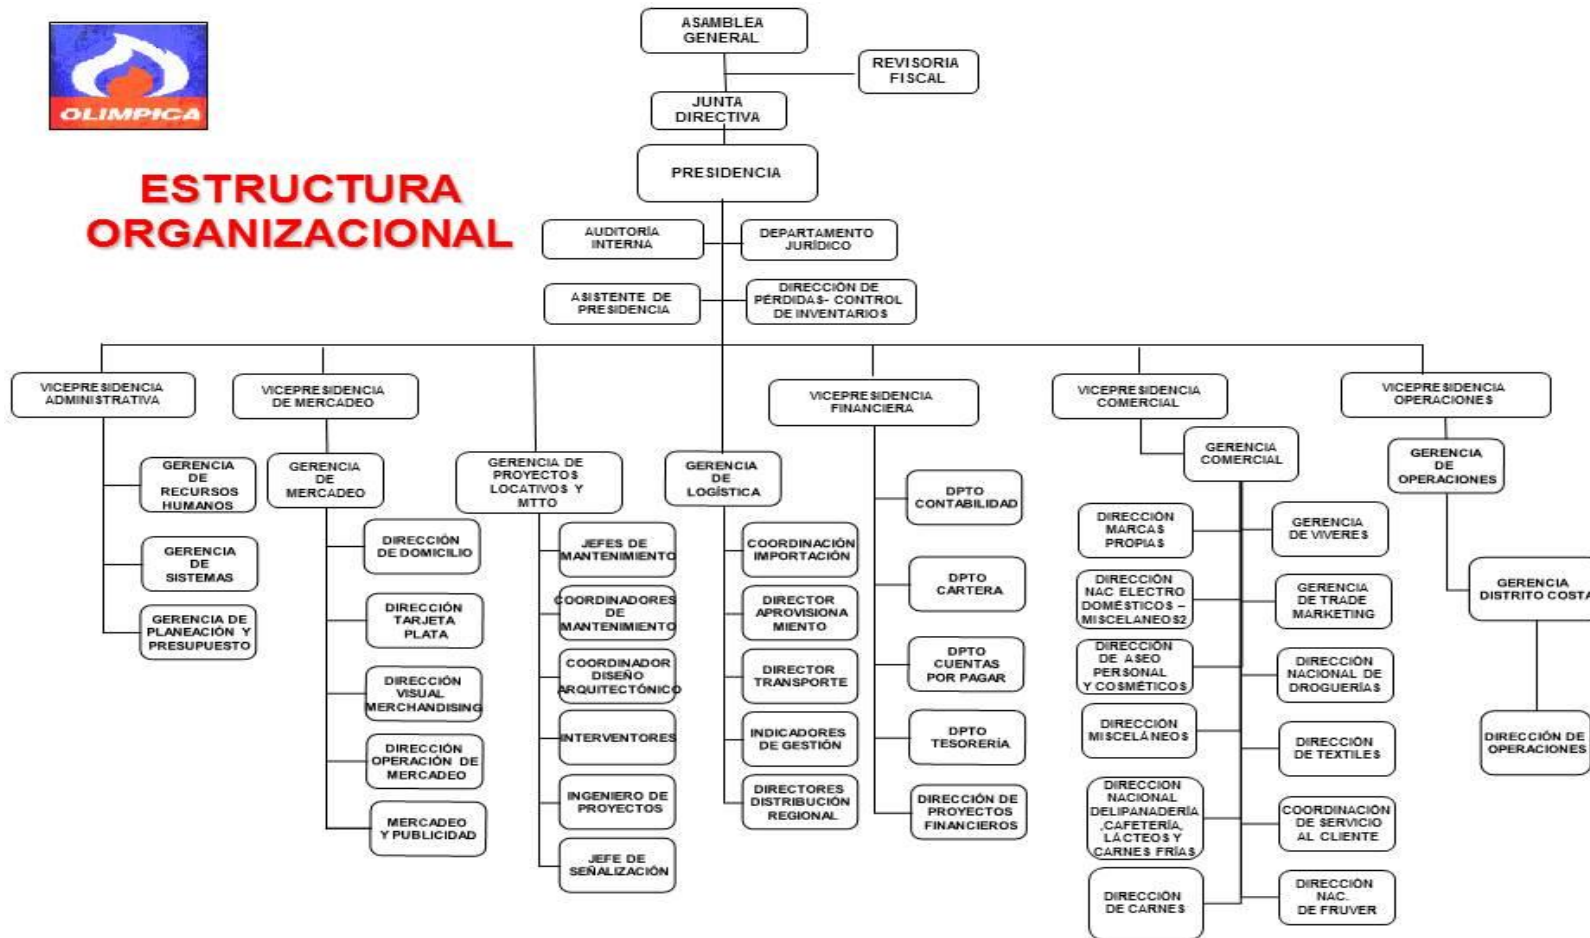 ASAMBLEA
GENERAL
REVISORIA
FISCAL
JUNTA
DIRECTIVA
OLIMPICA
ESTRUCTURA
ORGANIZACIONAL
PRESIDENCIA
AUDITORÍA
INTERNA
DEPARTAMENTO
JURÍDICO
ASISTENTE DE
PRESIDENCIA
DIRECCIÓN DE
PÉRDIDAS- CONTROL
DE INVENTARIOS
VICEPRESIDENCIA
ADMINISTRATIVA
GERENCIA
DE
RECURSOS
HUMANOS
GERENCIA
DE
SISTEMAS
GERENCIA DE
PLANEACIÓN Y
PRESUPUESTO
VICEPRESIDENCIA
DE MERCADEO
GERENCIA
DE
MERCADEO
DIRECCIÓN
DE DOMICILIO
DIRECCIÓN
TARJETA
PLATA
DIRECCIÓN
VISUAL
MERCHANDISING
DIRECCIÓN
OPERACIÓN DE
MERCADEO
MERCADEO
Y PUBLICIDAD
GERENCIA DE
PROYECTOS
LOCATIVOS Y
MTTO
JEFES DE
MANTENIMIENTO
COORDINADORES
DE
MANTENIMIENTO
COORDINADOR
DISEÑO
ARQUITECTÓNICO
INTERVENTORES
INGENIERO DE
PROYECTOS
JEFE DE
SEÑALIZACIÓN
GERENCIA
DE
LOGÍSTICA
COORDINACIÓN
IMPORTACIÓN
DIRECTOR
APROVISIONA
MIENTO
DIRECTOR
TRANSPORTE
INDICADORES
DE GESTIÓN
DIRECTORES
DISTRIBUCIÓN
REGIONAL
VICEPRESIDENCIA
FINANCIERA
DPTO
CONTABILIDAD
DPTO
CARTERA
DPTO
CUENTAS
POR PAGAR
DPTO
TESORERÍA
DIRECCIÓN DE
PROYECTOS
FINANCIEROS
VICEPRESIDENCIA
COMERCIAL
GERENCIA
COMERCIAL
DIRECCIÓN
MARCAS
PROPIAS
DIRECCIÓN
NAC ELECTRO
DOMÉSTICOS –
MISCELANEOS2
DIRECCIÓN
DE ASEO
PERSONAL
Y COSMÉTICOS
DIRECCIÓN
MISCELÁNEOS
DIRECCION
NACIONAL
DELIPANADERÍA
,CAFETERÍA,
LÁCTEOS Y
CARNES FRÍAS
DIRECCIÓN
DE CARNES
GERENCIA
DE VIVERES
GERENCIA
DE TRADE
MARKETING
DIRECCIÓN
NACIONAL DE
DROGUERÍAS
DIRECCIÓN
DE TEXTILES
COORDINACIÓN
DE SERVICIO
AL CLIENTE
DIRECCIÓN
NAC.
DE FRUVER
VICEPRESIDENCIA
OPERACIONES
GERENCIA
DE
OPERACIONES
GERENCIA
DISTRITO COSTA
DIRECCIÓN DE
OPERACIONES